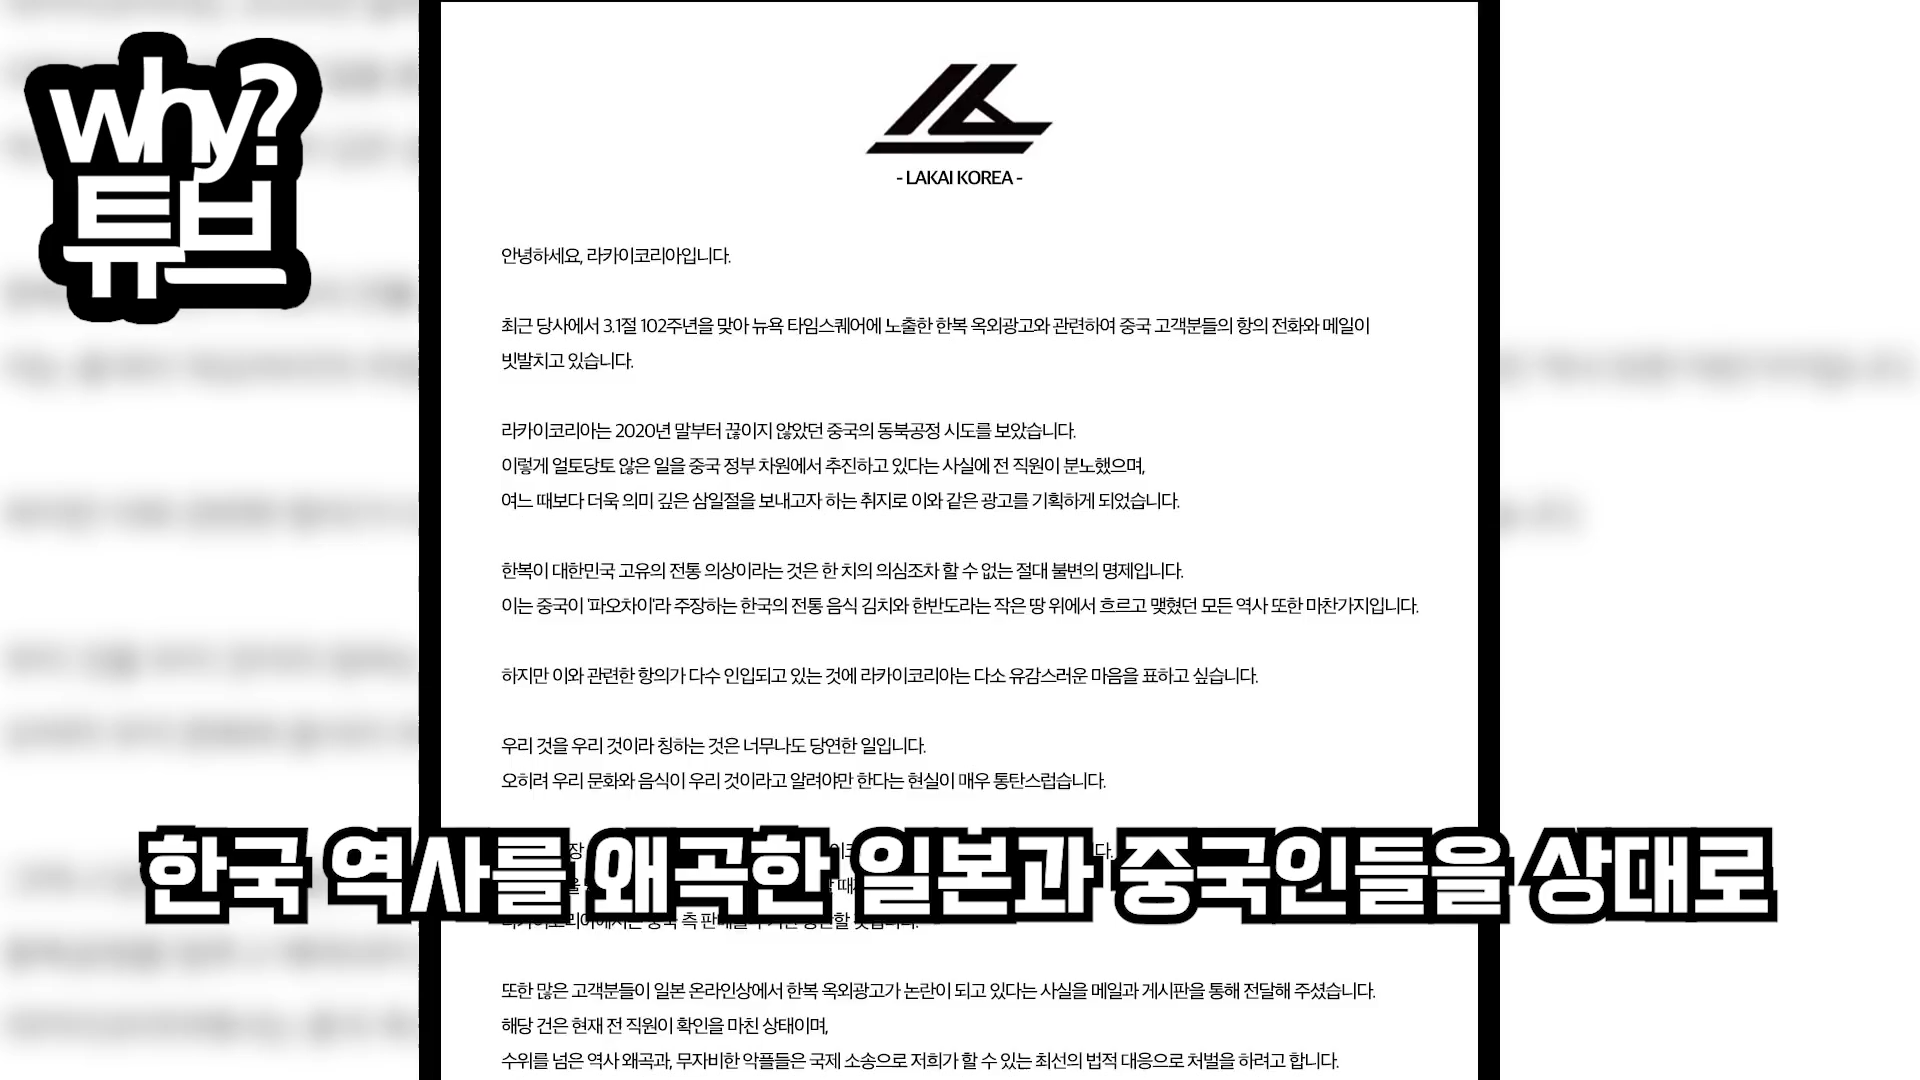 why?
튜브
- LAKAI KOREA -
안녕하세요, 라카이코리아입니다.
최근 당사에서 3.1절 102주년을 맞아 뉴욕 타임스퀘어에 노출한 한복 옥외광고와 관련하여 중국 고객분들의 항의 전화와 메일이
빗발치고 있습니다.
라카이코리아는 2020년 말부터 끊이지 않았던 중국의 동북공정 시도를 보았습니다.
이렇게 얼토당토 않은 일을 중국 정부 차원에서 추진하고 있다는 사실에 전 직원이 분노했으며,
여느 때보다 더욱 의미 깊은 삼일절을 보내고자 하는 취지로 이와 같은 광고를 기획하게 되었습니다.
한복이 대한민국 고유의 전통 의상이라는 것은 한 치의 의심조차 할 수 없는 절대 불변의 명제입니다.
이는 중국이 '파오차이'라 주장하는 한국의 전통 음식 김치와 한반도라는 작은 땅 위에서 흐르고 맺혔던 모든 역사 또한 마찬가지입니다.
하지만 이와 관련한 항의가 다수 인입되고 있는 것에 라카이코리아는 다소 유감스러운 마음을 표하고 싶습니다.
우리 것을 우리 것이라 칭하는 것은 너무나도 당연한 일입니다.
오히려 우리 문화와 음식이 우리 것이라고 알려야만 한다는 현실이 매우 통탄스럽습니다.
한국 역사를 왜곡한 일본과 중국인들을 상대로
또한 많은 고객분들이 일본 온라인상에서 한복 옥외광고가 논란이 되고 있다는 사실을 메일과 게시판을 통해 전달해 주셨습니다.
해당 건은 현재 전 직원이 확인을 마친 상태이며,
수위를 넘은 역사 왜곡과, 무자비한 악플들은 국제 소송으로 저희가 할 수 있는 최선의 법적 대응으로 처벌을 하려고 합니다.